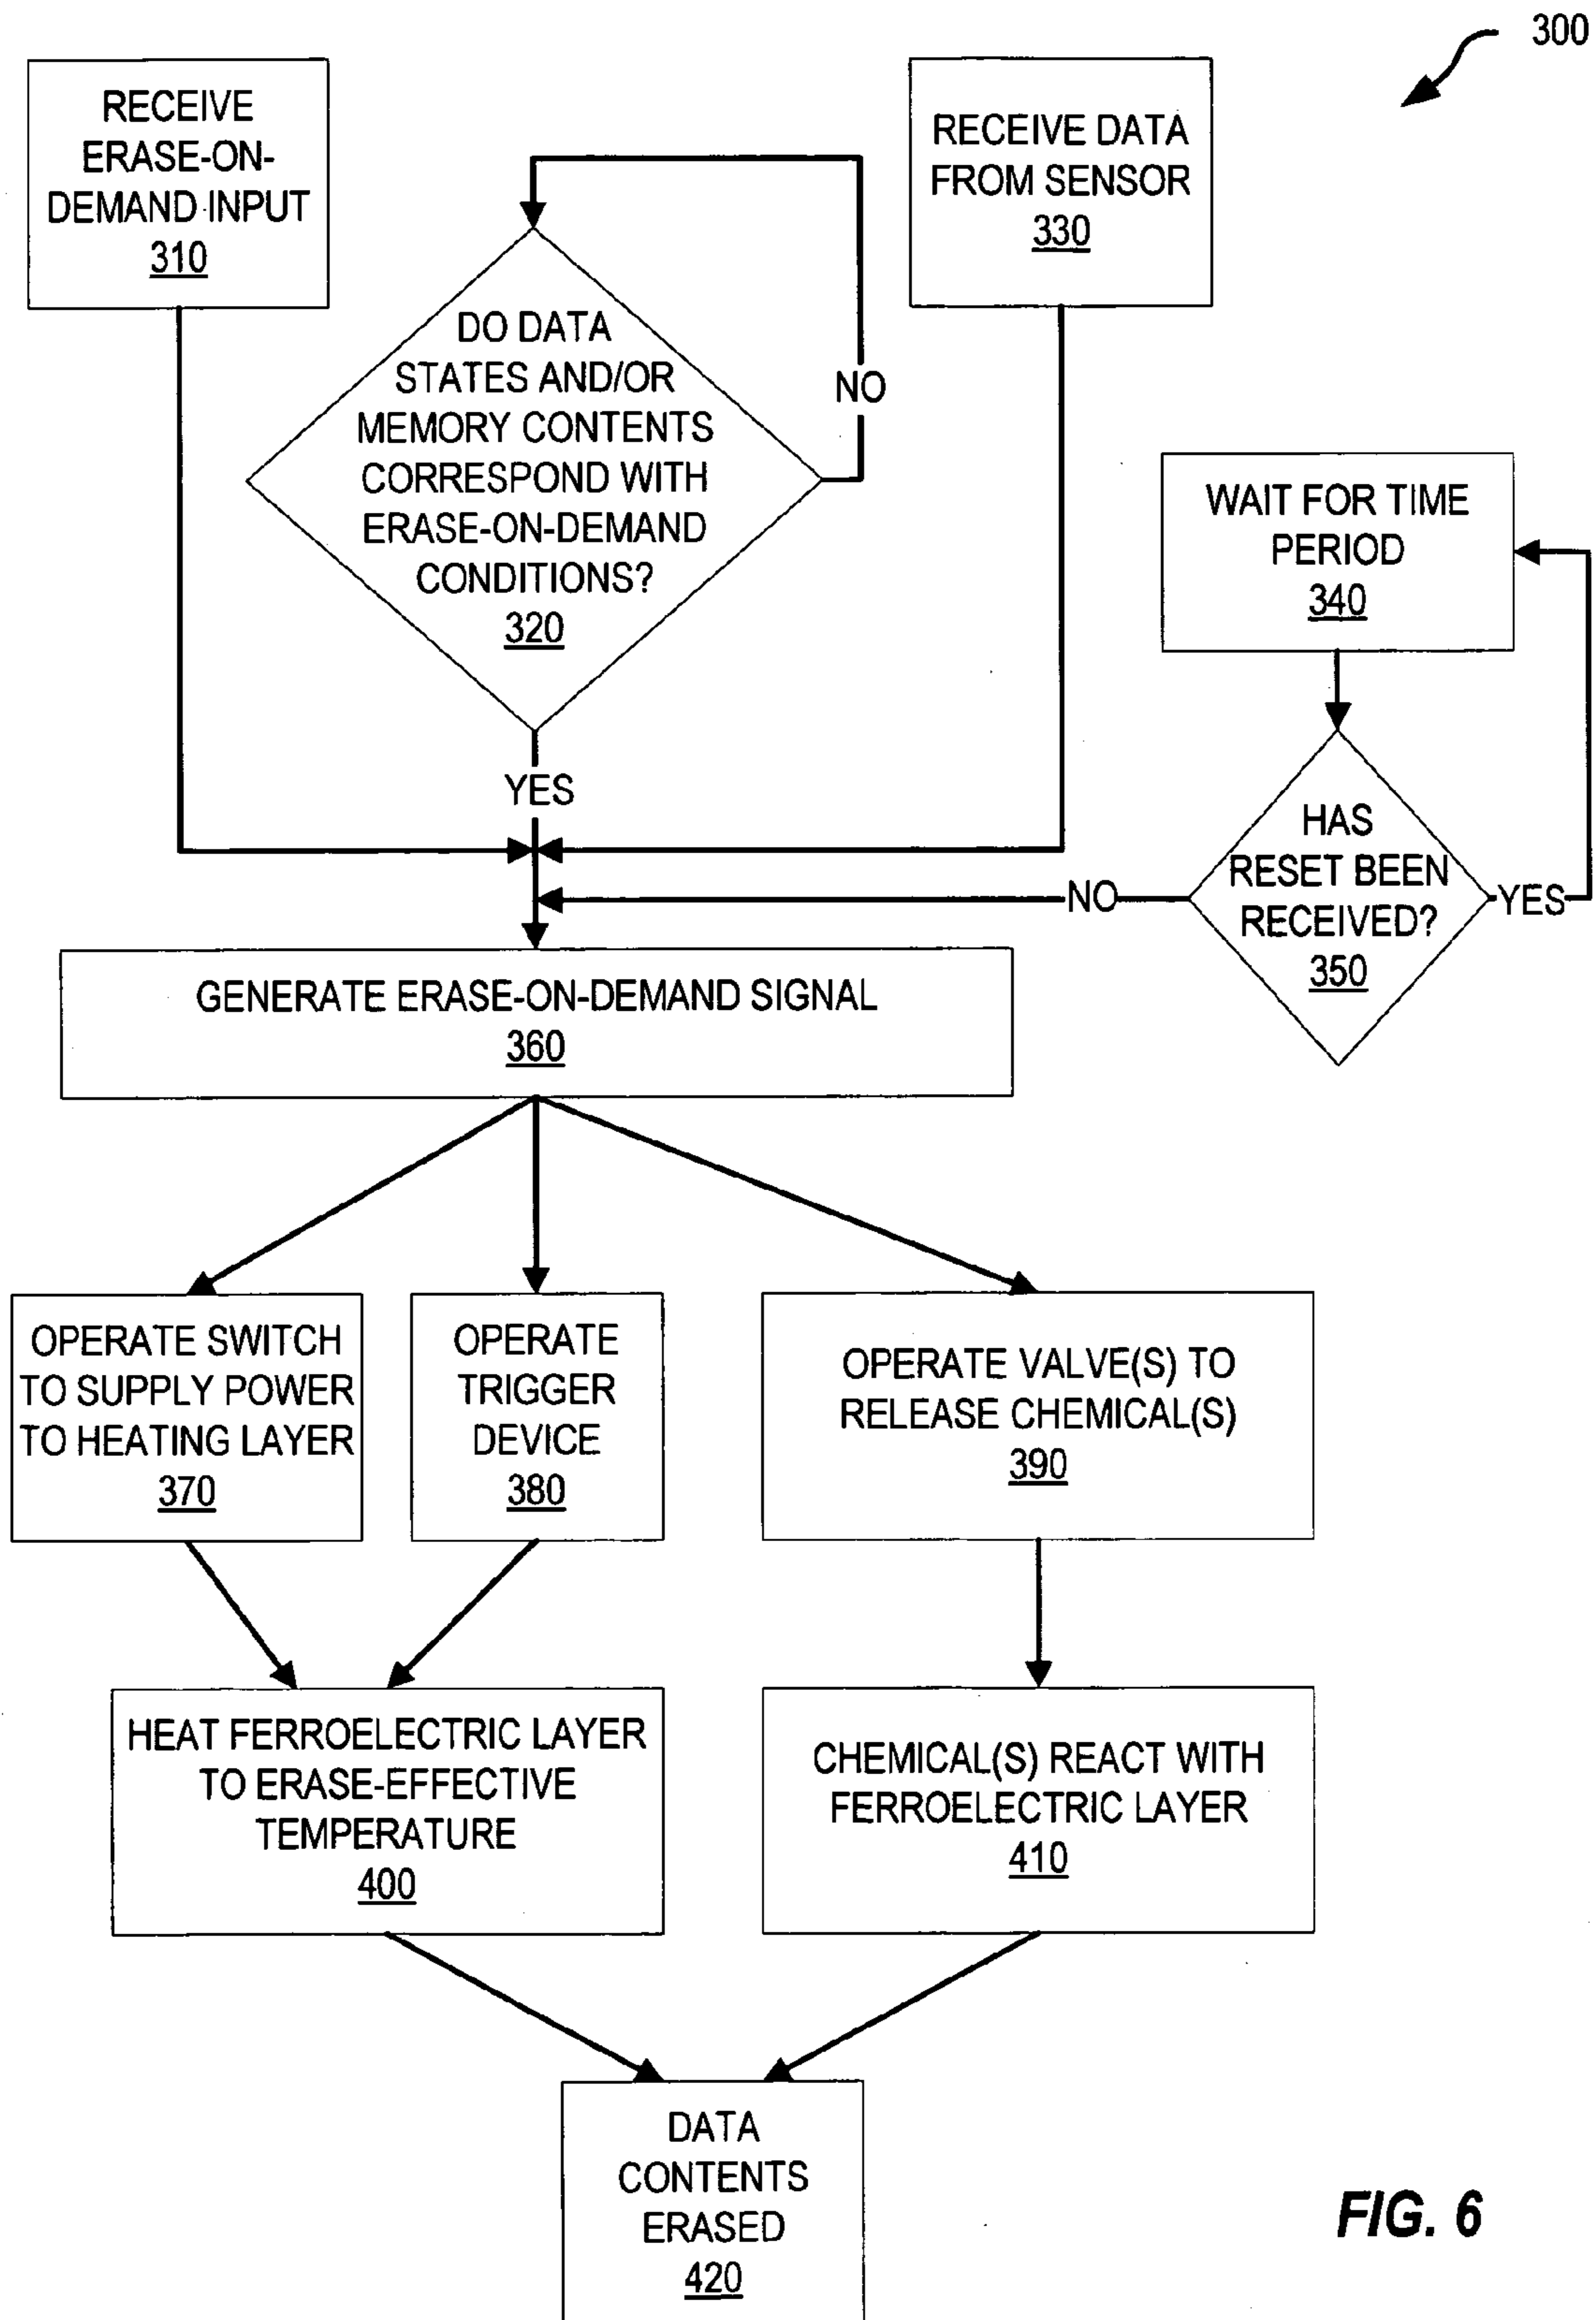 300
RECEIVE
ERASE-ON-
DEMAND INPUT
310
DO DATA
STATES AND/OR
MEMORY CONTENTS
CORRESPOND WITH
ERASE-ON-DEMAND
CONDITIONS?
320
NO
YES
RECEIVE DATA
FROM SENSOR
330
WAIT FOR TIME
PERIOD
340
HAS
RESET BEEN
RECEIVED?
350
NO
YES
GENERATE ERASE-ON-DEMAND SIGNAL
360
OPERATE SWITCH
TO SUPPLY POWER
TO HEATING LAYER
370
OPERATE
TRIGGER
DEVICE
380
OPERATE VALVE(S) TO
RELEASE CHEMICAL(S)
390
HEAT FERROELECTRIC LAYER
TO ERASE-EFFECTIVE
TEMPERATURE
400
CHEMICAL(S) REACT WITH
FERROELECTRIC LAYER
410
DATA
CONTENTS
ERASED
420
FIG. 6